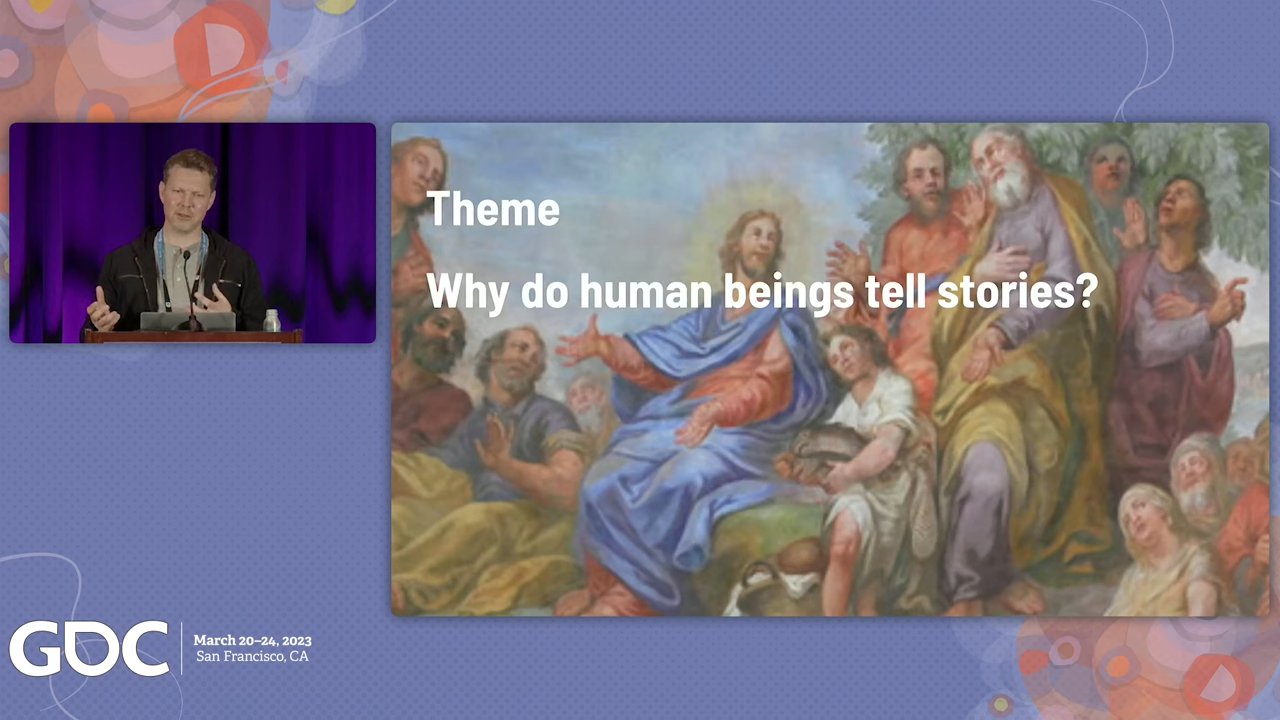 Theme
Why do human beings tell stories?
GDC
March 20–24, 2023
San Francisco, CA